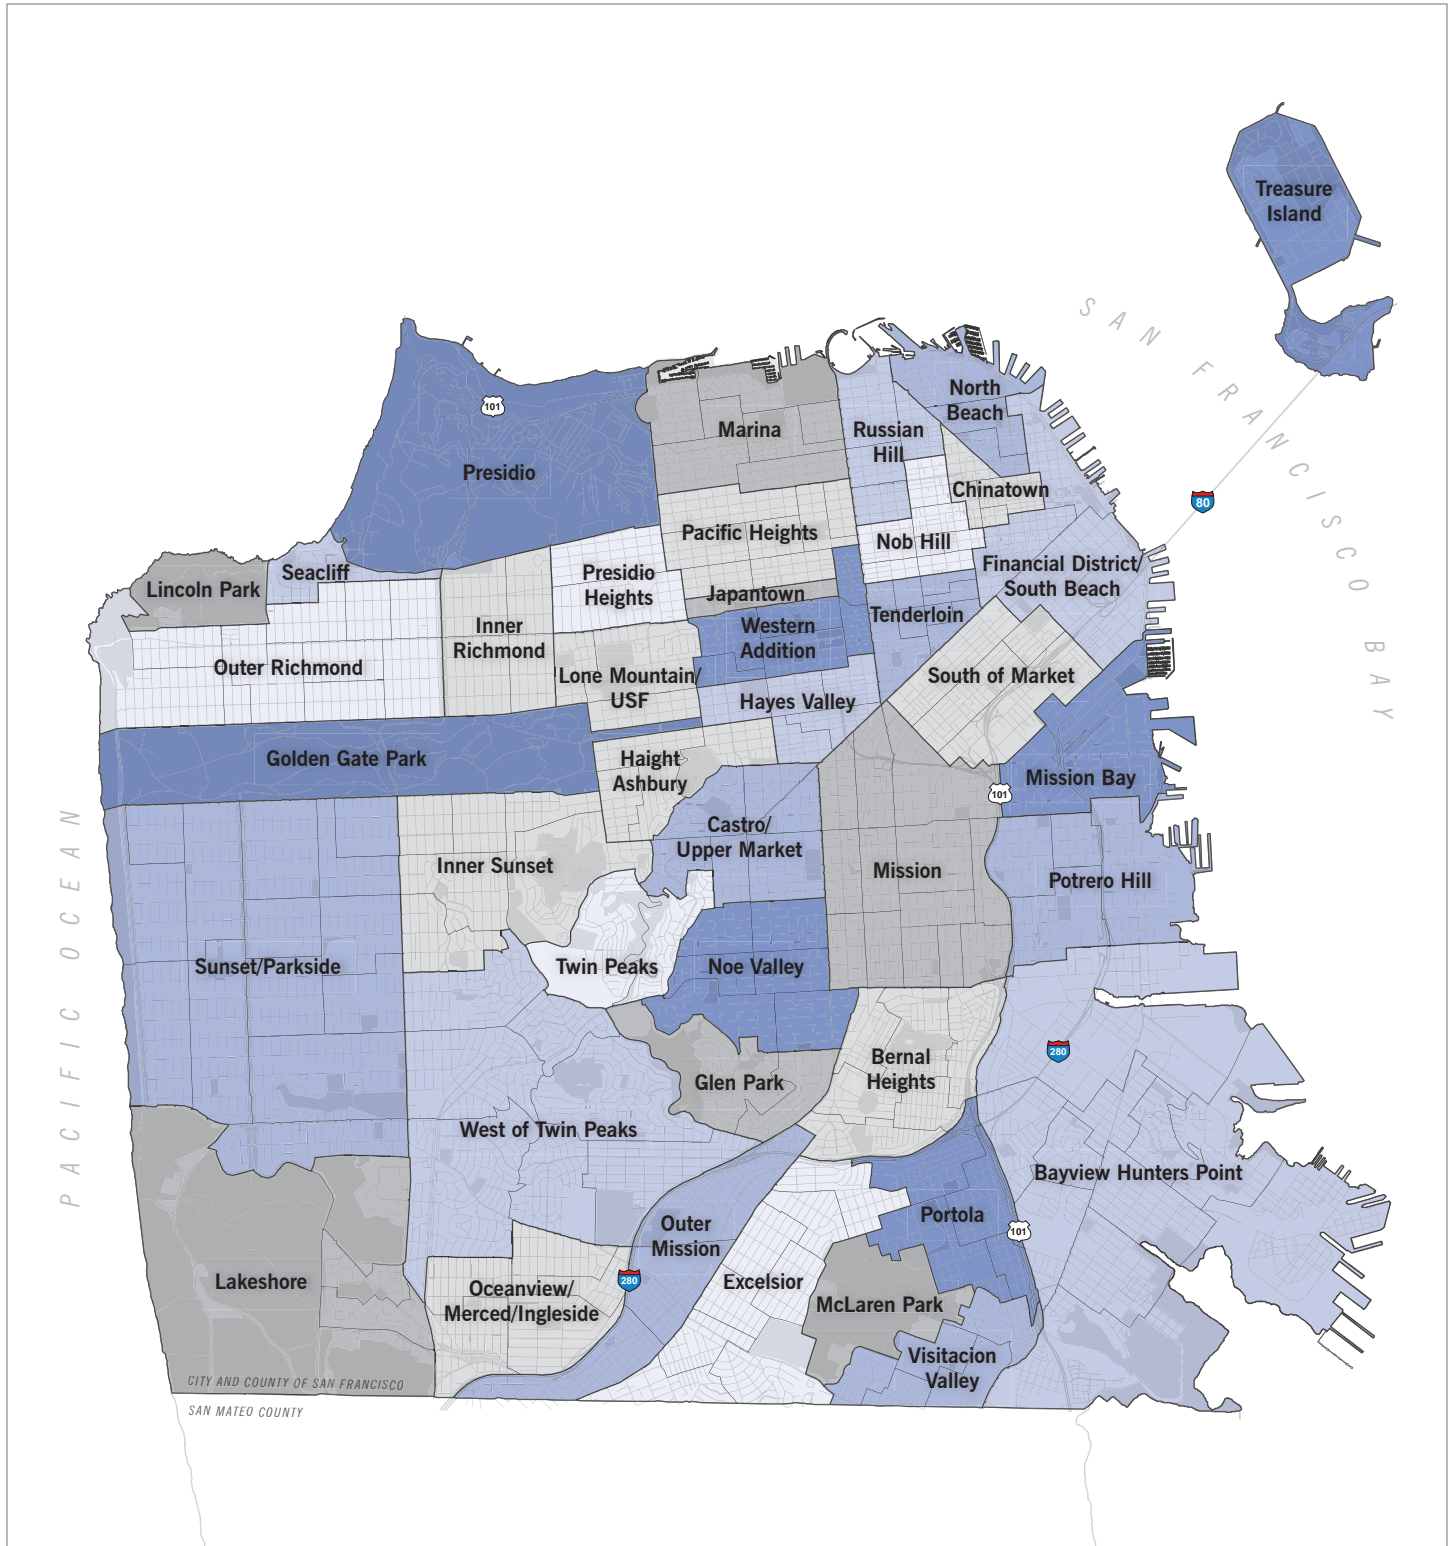 Treasure
Island
SAN FRANCISCO BAY
North
Beach
101
Marina
Russian
Hill
Presidio
Chinatown
80
Pacific Heights
Nob Hill
Seacliff
Presidio
Heights
Financial District/
South Beach
Lincoln Park
Japantown
Tenderloin
Inner
Richmond
Western
Addition
Outer Richmond
Lone Mountain/
USF
South of Market
Hayes Valley
Golden Gate Park
Haight
Ashbury
Mission Bay
101
Castro/
Upper Market
Inner Sunset
Mission
Potrero Hill
PACIFIC OCEAN
Sunset/Parkside
Twin Peaks
Noe Valley
280
Glen Park
Bernal
Heights
West of Twin Peaks
Bayview Hunters Point
Portola
Outer
Mission
101
Lakeshore
280
Excelsior
Oceanview/
Merced/Ingleside
McLaren Park
Visitacion
Valley
CITY AND COUNTY OF SAN FRANCISCO
SAN MATEO COUNTY